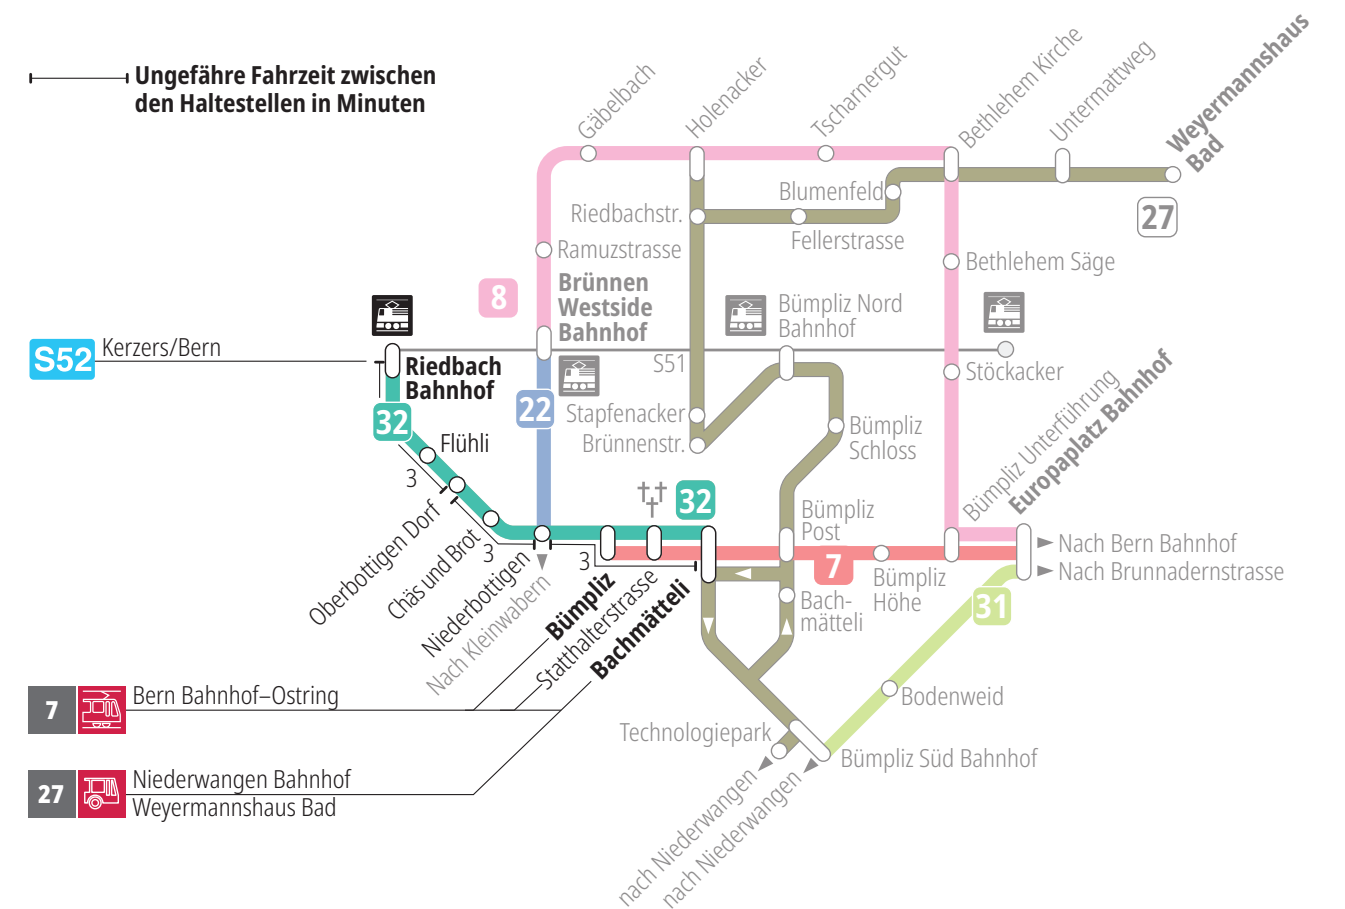 Ungefähre Fahrzeit zwischen
den Haltestellen in Minuten
Gäbelbach
Holenacker
Tscharnergut
Bethlehem Kirche
Untermattweg
Weyermannshaus
Bad
27
Blumenfeld
Riedbachstr.
Fellerstrasse
Ramuzstrasse
Bethlehem Säge
8
Brünnen
Westside
Bahnhof
Bümpliz Nord
Bahnhof
S52
Kerzers/Bern
Riedbach
Bahnhof
S51
Stöckacker
32
22
Stapfenacker
Brünnenstr.
Bümpliz
Schloss
Bümpliz Unterführung
Europaplatz Bahnhof
Flühli
3
Oberbottigen Dorf
Chäs und Brot
3
Niederbottigen
Nach Kleinwabern
3
32
Bümpliz
Statthalterstrasse
Bachmätteli
Bümpliz
Post
7
Bümpliz
Höhe
Nach Bern Bahnhof
Nach Brunnadernstrasse
31
Bach-
mätteli
Bodenweid
Technologiepark
Bümpliz Süd Bahnhof
nach Niederwangen
nach Niederwangen
7
Bern Bahnhof–Ostring
27
Niederwangen Bahnhof
Weyermannshaus Bad